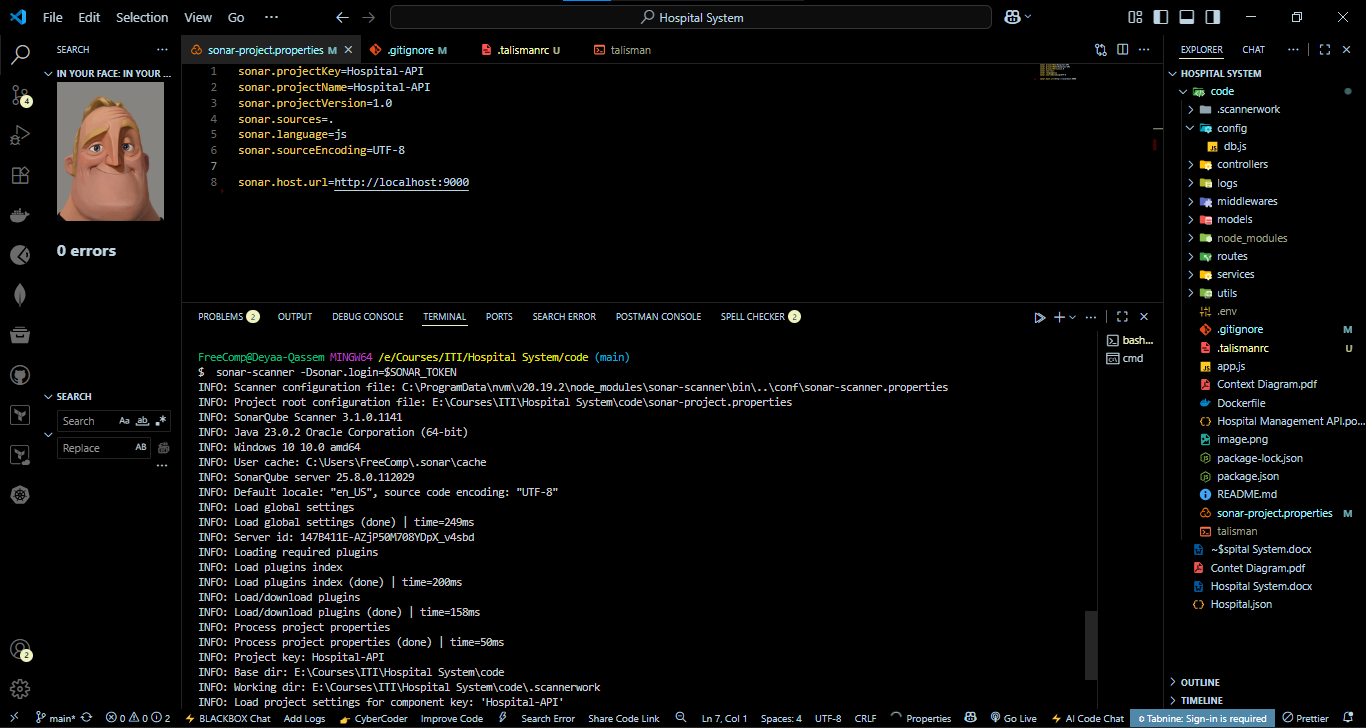 File Edit Selection View Go ··· Hospital System
SEARCH ···
IN YOUR FACE: IN YOUR ...
0 errors
SEARCH
Search Aa ab .*
Replace AB
···
4
2
sonar-project.properties M
.gitignore M
.talismanrc U
talisman
1 sonar.projectKey=Hospital-API
2 sonar.projectName=Hospital-API
3 sonar.projectVersion=1.0
4 sonar.sources=.
5 sonar.language=js
6 sonar.sourceEncoding=UTF-8
7
8 sonar.host.url=http://localhost:9000
PROBLEMS 2 OUTPUT DEBUG CONSOLE TERMINAL PORTS SEARCH ERROR POSTMAN CONSOLE SPELL CHECKER 2
bash...
cmd
FreeComp@Deyaa-Qassem MINGW64 /e/Courses/ITI/Hospital System/code (main)
$ sonar-scanner -Dsonar.login=$SONAR_TOKEN
INFO: Scanner configuration file: C:\ProgramData\nvm\v20.19.2\node_modules\sonar-scanner\bin\..\conf\sonar-scanner.properties
INFO: Project root configuration file: E:\Courses\ITI\Hospital System\code\sonar-project.properties
INFO: SonarQube Scanner 3.1.0.1141
INFO: Java 23.0.2 Oracle Corporation (64-bit)
INFO: Windows 10 10.0 amd64
INFO: User cache: C:\Users\FreeComp\.sonar\cache
INFO: SonarQube server 25.8.0.112029
INFO: Default locale: "en_US", source code encoding: "UTF-8"
INFO: Load global settings
INFO: Load global settings (done) | time=249ms
INFO: Server id: 147B411E-AZjP50M708YDpX_v4sbd
INFO: Loading required plugins
INFO: Load plugins index
INFO: Load plugins index (done) | time=200ms
INFO: Load/download plugins
INFO: Load/download plugins (done) | time=158ms
INFO: Process project properties
INFO: Process project properties (done) | time=50ms
INFO: Project key: Hospital-API
INFO: Base dir: E:\Courses\ITI\Hospital System\code
INFO: Working dir: E:\Courses\ITI\Hospital System\code\.scannerwork
INFO: Load project settings for component key: 'Hospital-API'
EXPLORER CHAT ···
HOSPITAL SYSTEM
code
.scannerwork
config
db.js
controllers
logs
middlewares
models
node_modules
routes
services
utils
.env
.gitignore M
.talismanrc U
app.js
Context Diagram.pdf
Dockerfile
Hospital Management API.po...
image.png
package-lock.json
package.json
README.md
sonar-project.properties M
talisman
~$spital System.docx
Contet Diagram.pdf
Hospital System.docx
Hospital.json
OUTLINE
TIMELINE
main* 0 0 2 BLACKBOX Chat Add Logs CyberCoder Improve Code Search Error Share Code Link Ln 7, Col 1 Spaces: 4 UTF-8 CRLF Properties Go Live AI Code Chat Tabnine: Sign-in is required Prettier